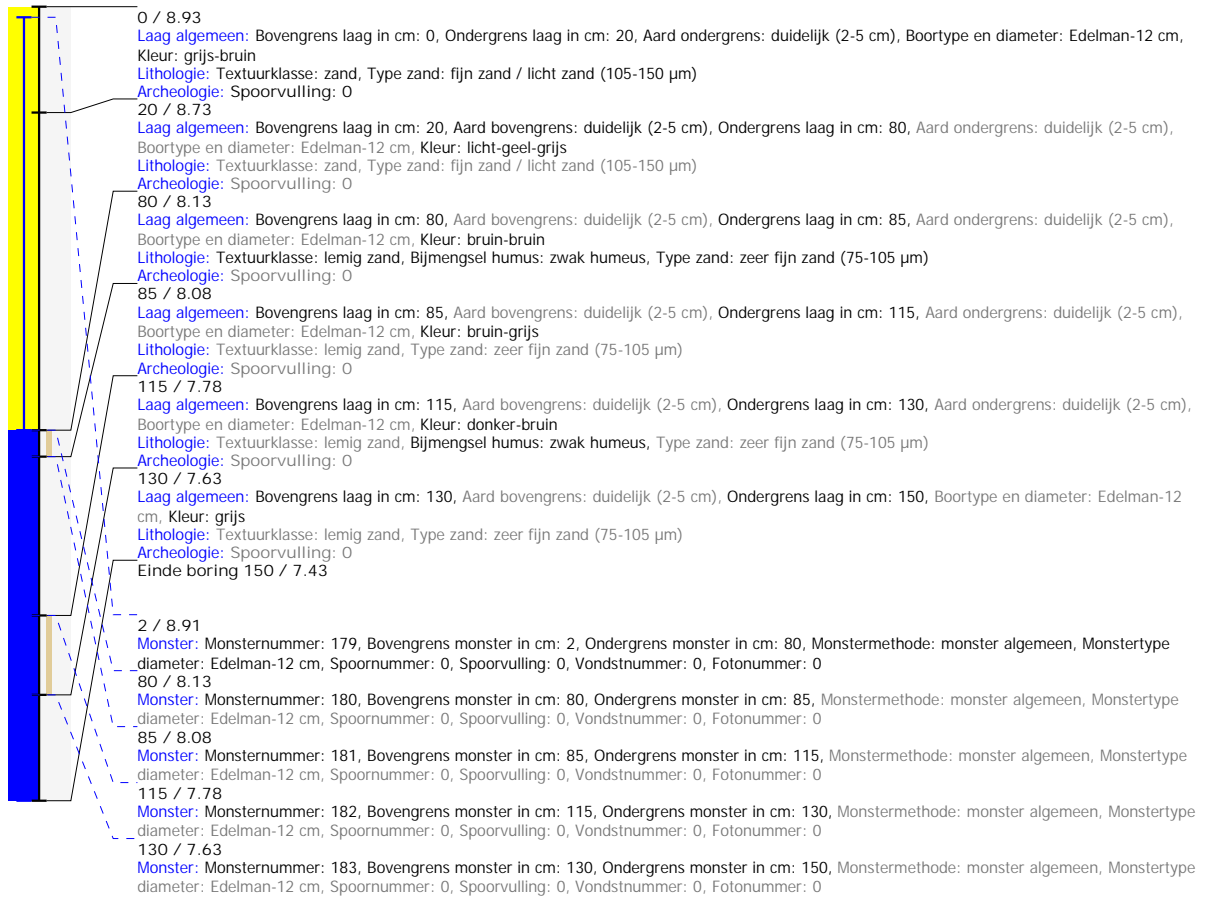 0 / 8.93
Laag algemeen: Bovengrens laag in cm: 0, Ondergrens laag in cm: 20, Aard ondergrens: duidelijk (2-5 cm), Boortype en diameter: Edelman-12 cm,
Kleur: grijs-bruin
Lithologie: Textuurklasse: zand, Type zand: fijn zand / licht zand (105-150 µm)
Archeologie: Spoorvulling: 0
20 / 8.73
Laag algemeen: Bovengrens laag in cm: 20, Aard bovengrens: duidelijk (2-5 cm), Ondergrens laag in cm: 80, Aard ondergrens: duidelijk (2-5 cm),
Boortype en diameter: Edelman-12 cm, Kleur: licht-geel-grijs
Lithologie: Textuurklasse: zand, Type zand: fijn zand / licht zand (105-150 µm)
Archeologie: Spoorvulling: 0
80 / 8.13
Laag algemeen: Bovengrens laag in cm: 80, Aard bovengrens: duidelijk (2-5 cm), Ondergrens laag in cm: 85, Aard ondergrens: duidelijk (2-5 cm),
Boortype en diameter: Edelman-12 cm, Kleur: bruin-bruin
Lithologie: Textuurklasse: lemig zand, Bijmengsel humus: zwak humeus, Type zand: zeer fijn zand (75-105 µm)
Archeologie: Spoorvulling: 0
85 / 8.08
Laag algemeen: Bovengrens laag in cm: 85, Aard bovengrens: duidelijk (2-5 cm), Ondergrens laag in cm: 115, Aard ondergrens: duidelijk (2-5 cm),
Boortype en diameter: Edelman-12 cm, Kleur: bruin-grijs
Lithologie: Textuurklasse: lemig zand, Type zand: zeer fijn zand (75-105 µm)
Archeologie: Spoorvulling: 0
115 / 7.78
Laag algemeen: Bovengrens laag in cm: 115, Aard bovengrens: duidelijk (2-5 cm), Ondergrens laag in cm: 130, Aard ondergrens: duidelijk (2-5 cm),
Boortype en diameter: Edelman-12 cm, Kleur: donker-bruin
Lithologie: Textuurklasse: lemig zand, Bijmengsel humus: zwak humeus, Type zand: zeer fijn zand (75-105 µm)
Archeologie: Spoorvulling: 0
130 / 7.63
Laag algemeen: Bovengrens laag in cm: 130, Aard bovengrens: duidelijk (2-5 cm), Ondergrens laag in cm: 150, Boortype en diameter: Edelman-12
cm, Kleur: grijs
Lithologie: Textuurklasse: lemig zand, Type zand: zeer fijn zand (75-105 µm)
Archeologie: Spoorvulling: 0
Einde boring 150 / 7.43
2 / 8.91
Monster: Monsternummer: 179, Bovengrens monster in cm: 2, Ondergrens monster in cm: 80, Monstermethode: monster algemeen, Monstertype
diameter: Edelman-12 cm, Spoornummer: 0, Spoorvulling: 0, Vondstnummer: 0, Fotonummer: 0
80 / 8.13
Monster: Monsternummer: 180, Bovengrens monster in cm: 80, Ondergrens monster in cm: 85, Monstermethode: monster algemeen, Monstertype
diameter: Edelman-12 cm, Spoornummer: 0, Spoorvulling: 0, Vondstnummer: 0, Fotonummer: 0
85 / 8.08
Monster: Monsternummer: 181, Bovengrens monster in cm: 85, Ondergrens monster in cm: 115, Monstermethode: monster algemeen, Monstertype
diameter: Edelman-12 cm, Spoornummer: 0, Spoorvulling: 0, Vondstnummer: 0, Fotonummer: 0
115 / 7.78
Monster: Monsternummer: 182, Bovengrens monster in cm: 115, Ondergrens monster in cm: 130, Monstermethode: monster algemeen, Monstertype
diameter: Edelman-12 cm, Spoornummer: 0, Spoorvulling: 0, Vondstnummer: 0, Fotonummer: 0
130 / 7.63
Monster: Monsternummer: 183, Bovengrens monster in cm: 130, Ondergrens monster in cm: 150, Monstermethode: monster algemeen, Monstertype
diameter: Edelman-12 cm, Spoornummer: 0, Spoorvulling: 0, Vondstnummer: 0, Fotonummer: 0